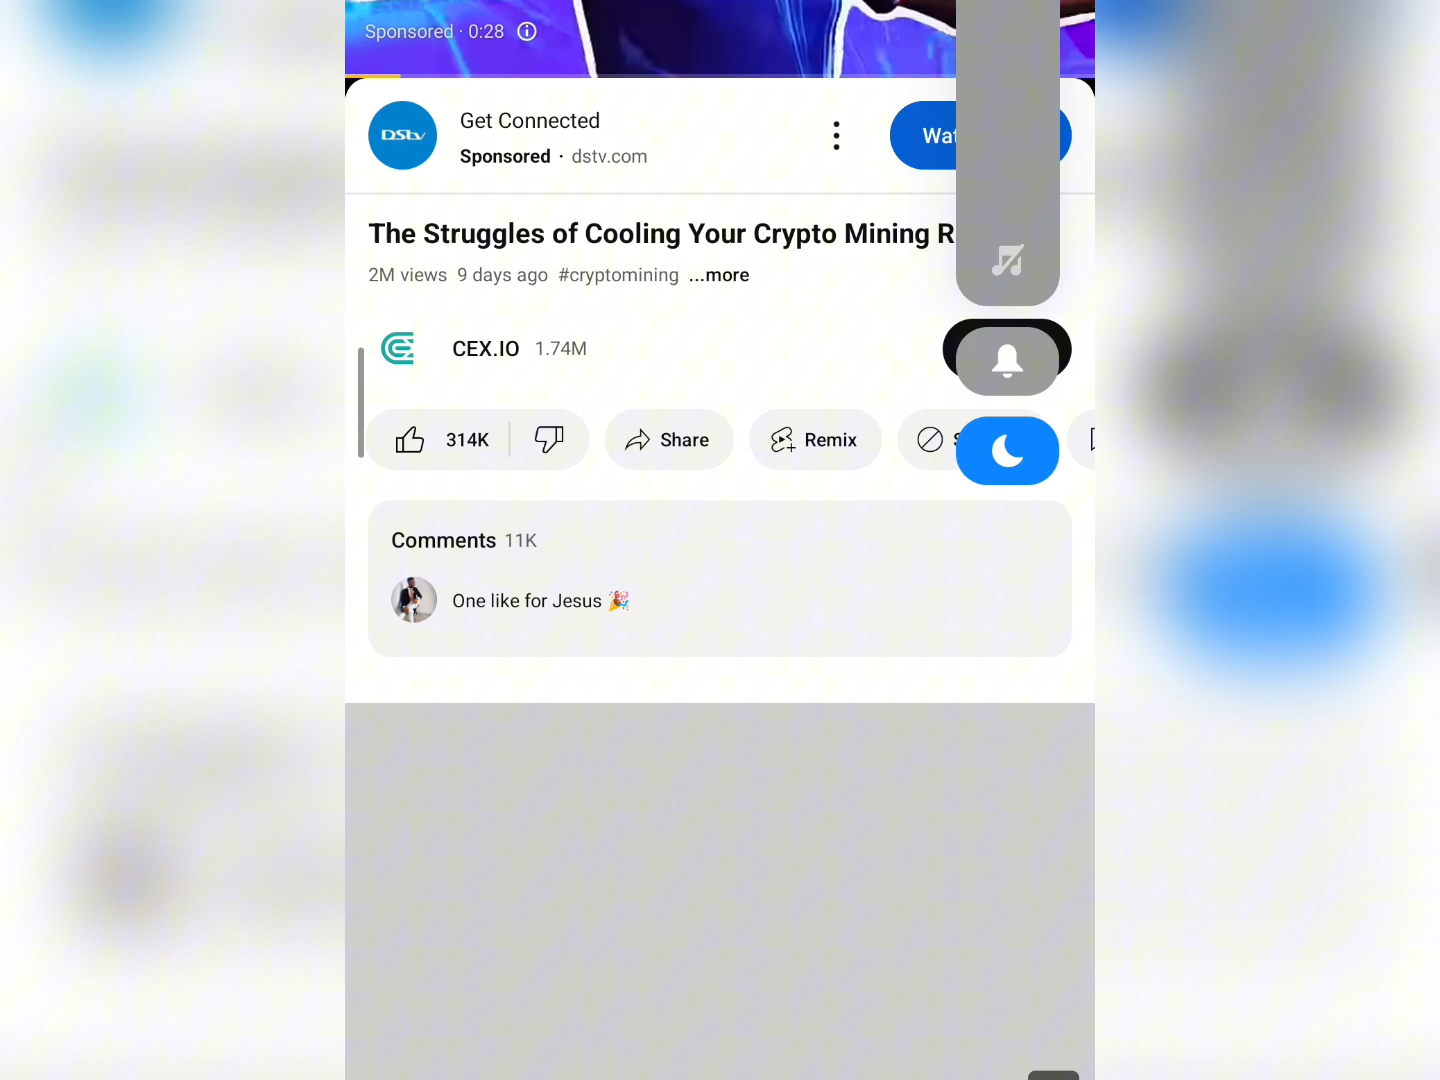 Sponsored · 0:28
DStv
Get Connected
Sponsored · dstv.com
The Struggles of Cooling Your Crypto Mining
2M views 9 days ago #cryptomining ...more
CEX.IO 1.74M
314K Share Remix
Comments 11K
One like for Jesus 🎉